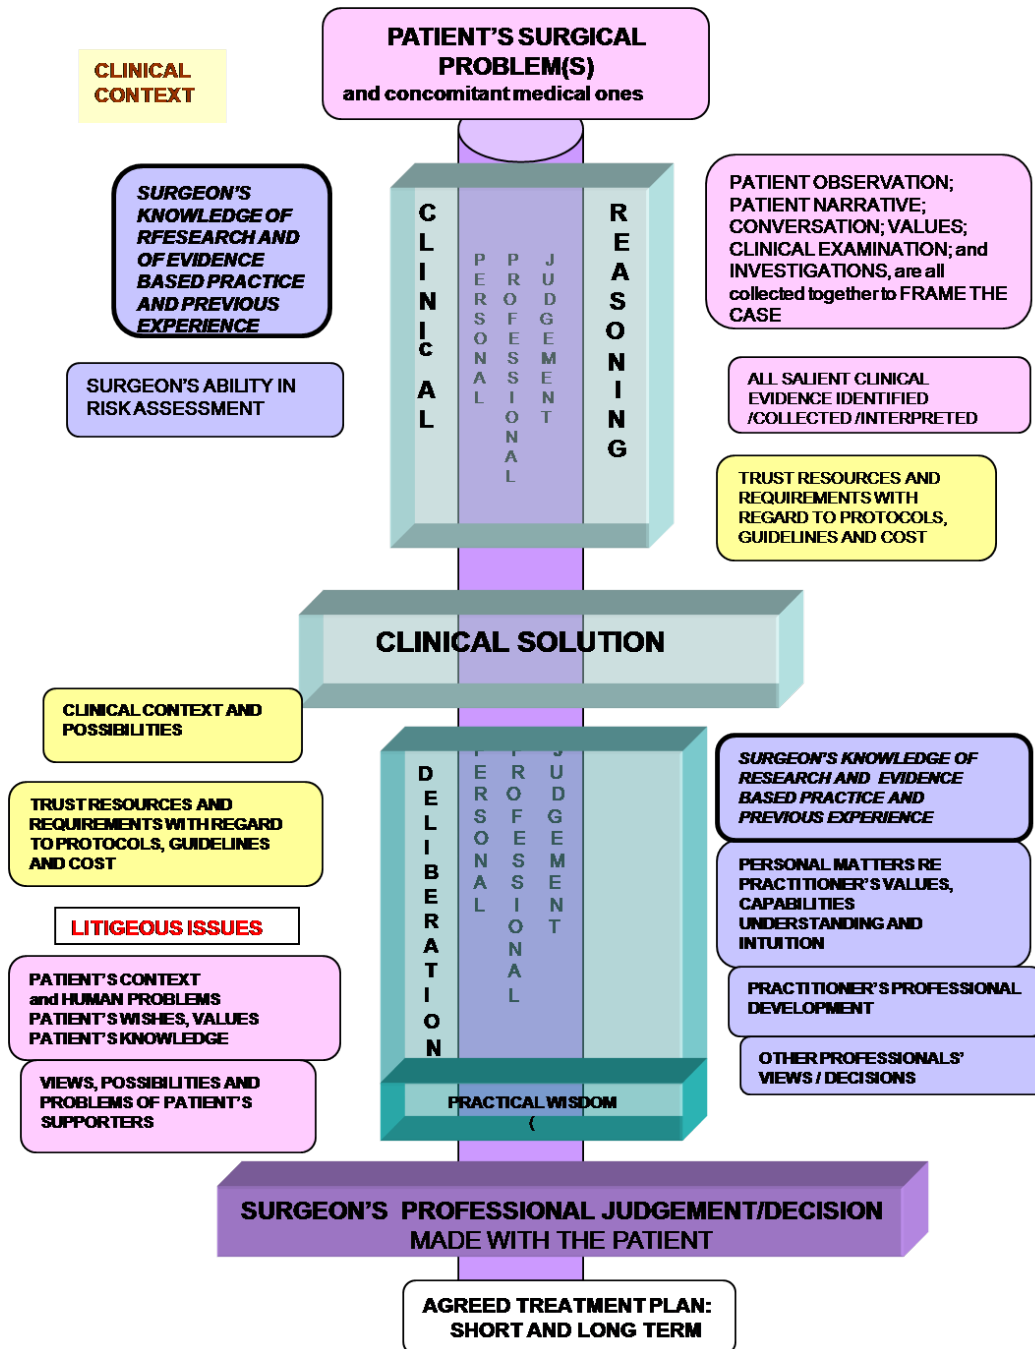 PATIENT'S SURGICAL
PROBLEM(S)
and concomitant medical ones
CLINICAL
CONTEXT
SURGEON'S
KNOWLEDGE OF
RFESEARCH AND
OF EVIDENCE
BASED PRACTICE
AND PREVIOUS
EXPERIENCE
SURGEON'S ABILITY IN
RISK ASSESSMENT
CLINIcAL
PERSONAL
PROFESSIONAL
JUDGEMENT
REASONING
PATIENT OBSERVATION;
PATIENT NARRATIVE;
CONVERSATION; VALUES;
CLINICAL EXAMINATION; and
INVESTIGATIONS, are all
collected together to FRAME THE
CASE
ALL SALIENT CLINICAL
EVIDENCE IDENTIFIED
/COLLECTED /INTERPRETED
TRUST RESOURCES AND
REQUIREMENTS WITH
REGARD TO PROTOCOLS,
GUIDELINES AND COST
CLINICAL SOLUTION
CLINICAL CONTEXT AND
POSSIBILITIES
TRUST RESOURCES AND
REQUIREMENTS WITH REGARD
TO PROTOCOLS, GUIDELINES
AND COST
LITIGEOUS ISSUES
PATIENT'S CONTEXT
and HUMAN PROBLEMS
PATIENT'S WISHES, VALUES
PATIENT'S KNOWLEDGE
VIEWS, POSSIBILITIES AND
PROBLEMS OF PATIENT'S
SUPPORTERS
DELIBERATION
PERSONAL
PROFESSIONAL
JUDGEMENT
SURGEON'S KNOWLEDGE OF
RESEARCH AND EVIDENCE
BASED PRACTICE AND
PREVIOUS EXPERIENCE
PERSONAL MATTERS RE
PRACTITIONER'S VALUES,
CAPABILITIES
UNDERSTANDING AND
INTUITION
PRACTITIONER'S PROFESSIONAL
DEVELOPMENT
OTHER PROFESSIONALS'
VIEWS / DECISIONS
PRACTICAL WISDOM
(
SURGEON'S PROFESSIONAL JUDGEMENT/DECISION
MADE WITH THE PATIENT
AGREED TREATMENT PLAN:
SHORT AND LONG TERM